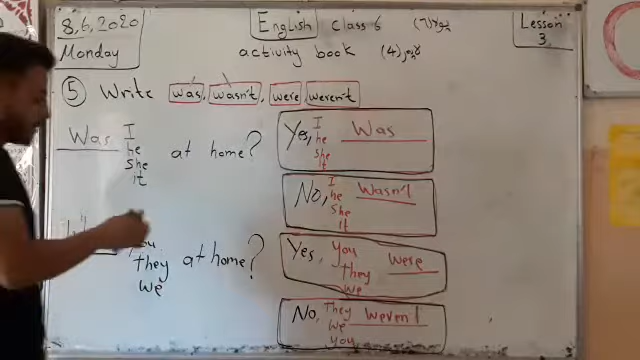 8,6,2020
Monday
English class 6
activity book (4)
Lesson 3
5 Write was, wasn't, were, weren't
Was I he she it at home?
Yes, I he she it Was
No, I he she it Wasn't
you they we at home?
Yes, you they we were
No, They we you weren't